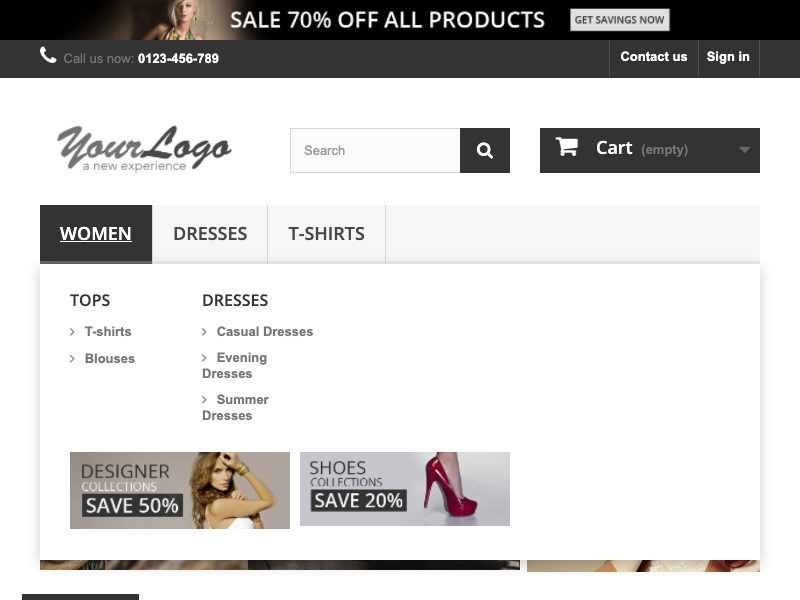 SALE 70% OFF ALL PRODUCTS GET SAVINGS NOW
Call us now: 0123-456-789 Contact us Sign in
YourLogo
a new experience
Search
Cart (empty)
WOMEN DRESSES T-SHIRTS
TOPS
T-shirts
Blouses
DRESSES
Casual Dresses
Evening
Dresses
Summer
Dresses
DESIGNER
COLLECTIONS
SAVE 50%
SHOES
COLLECTIONS
SAVE 20%